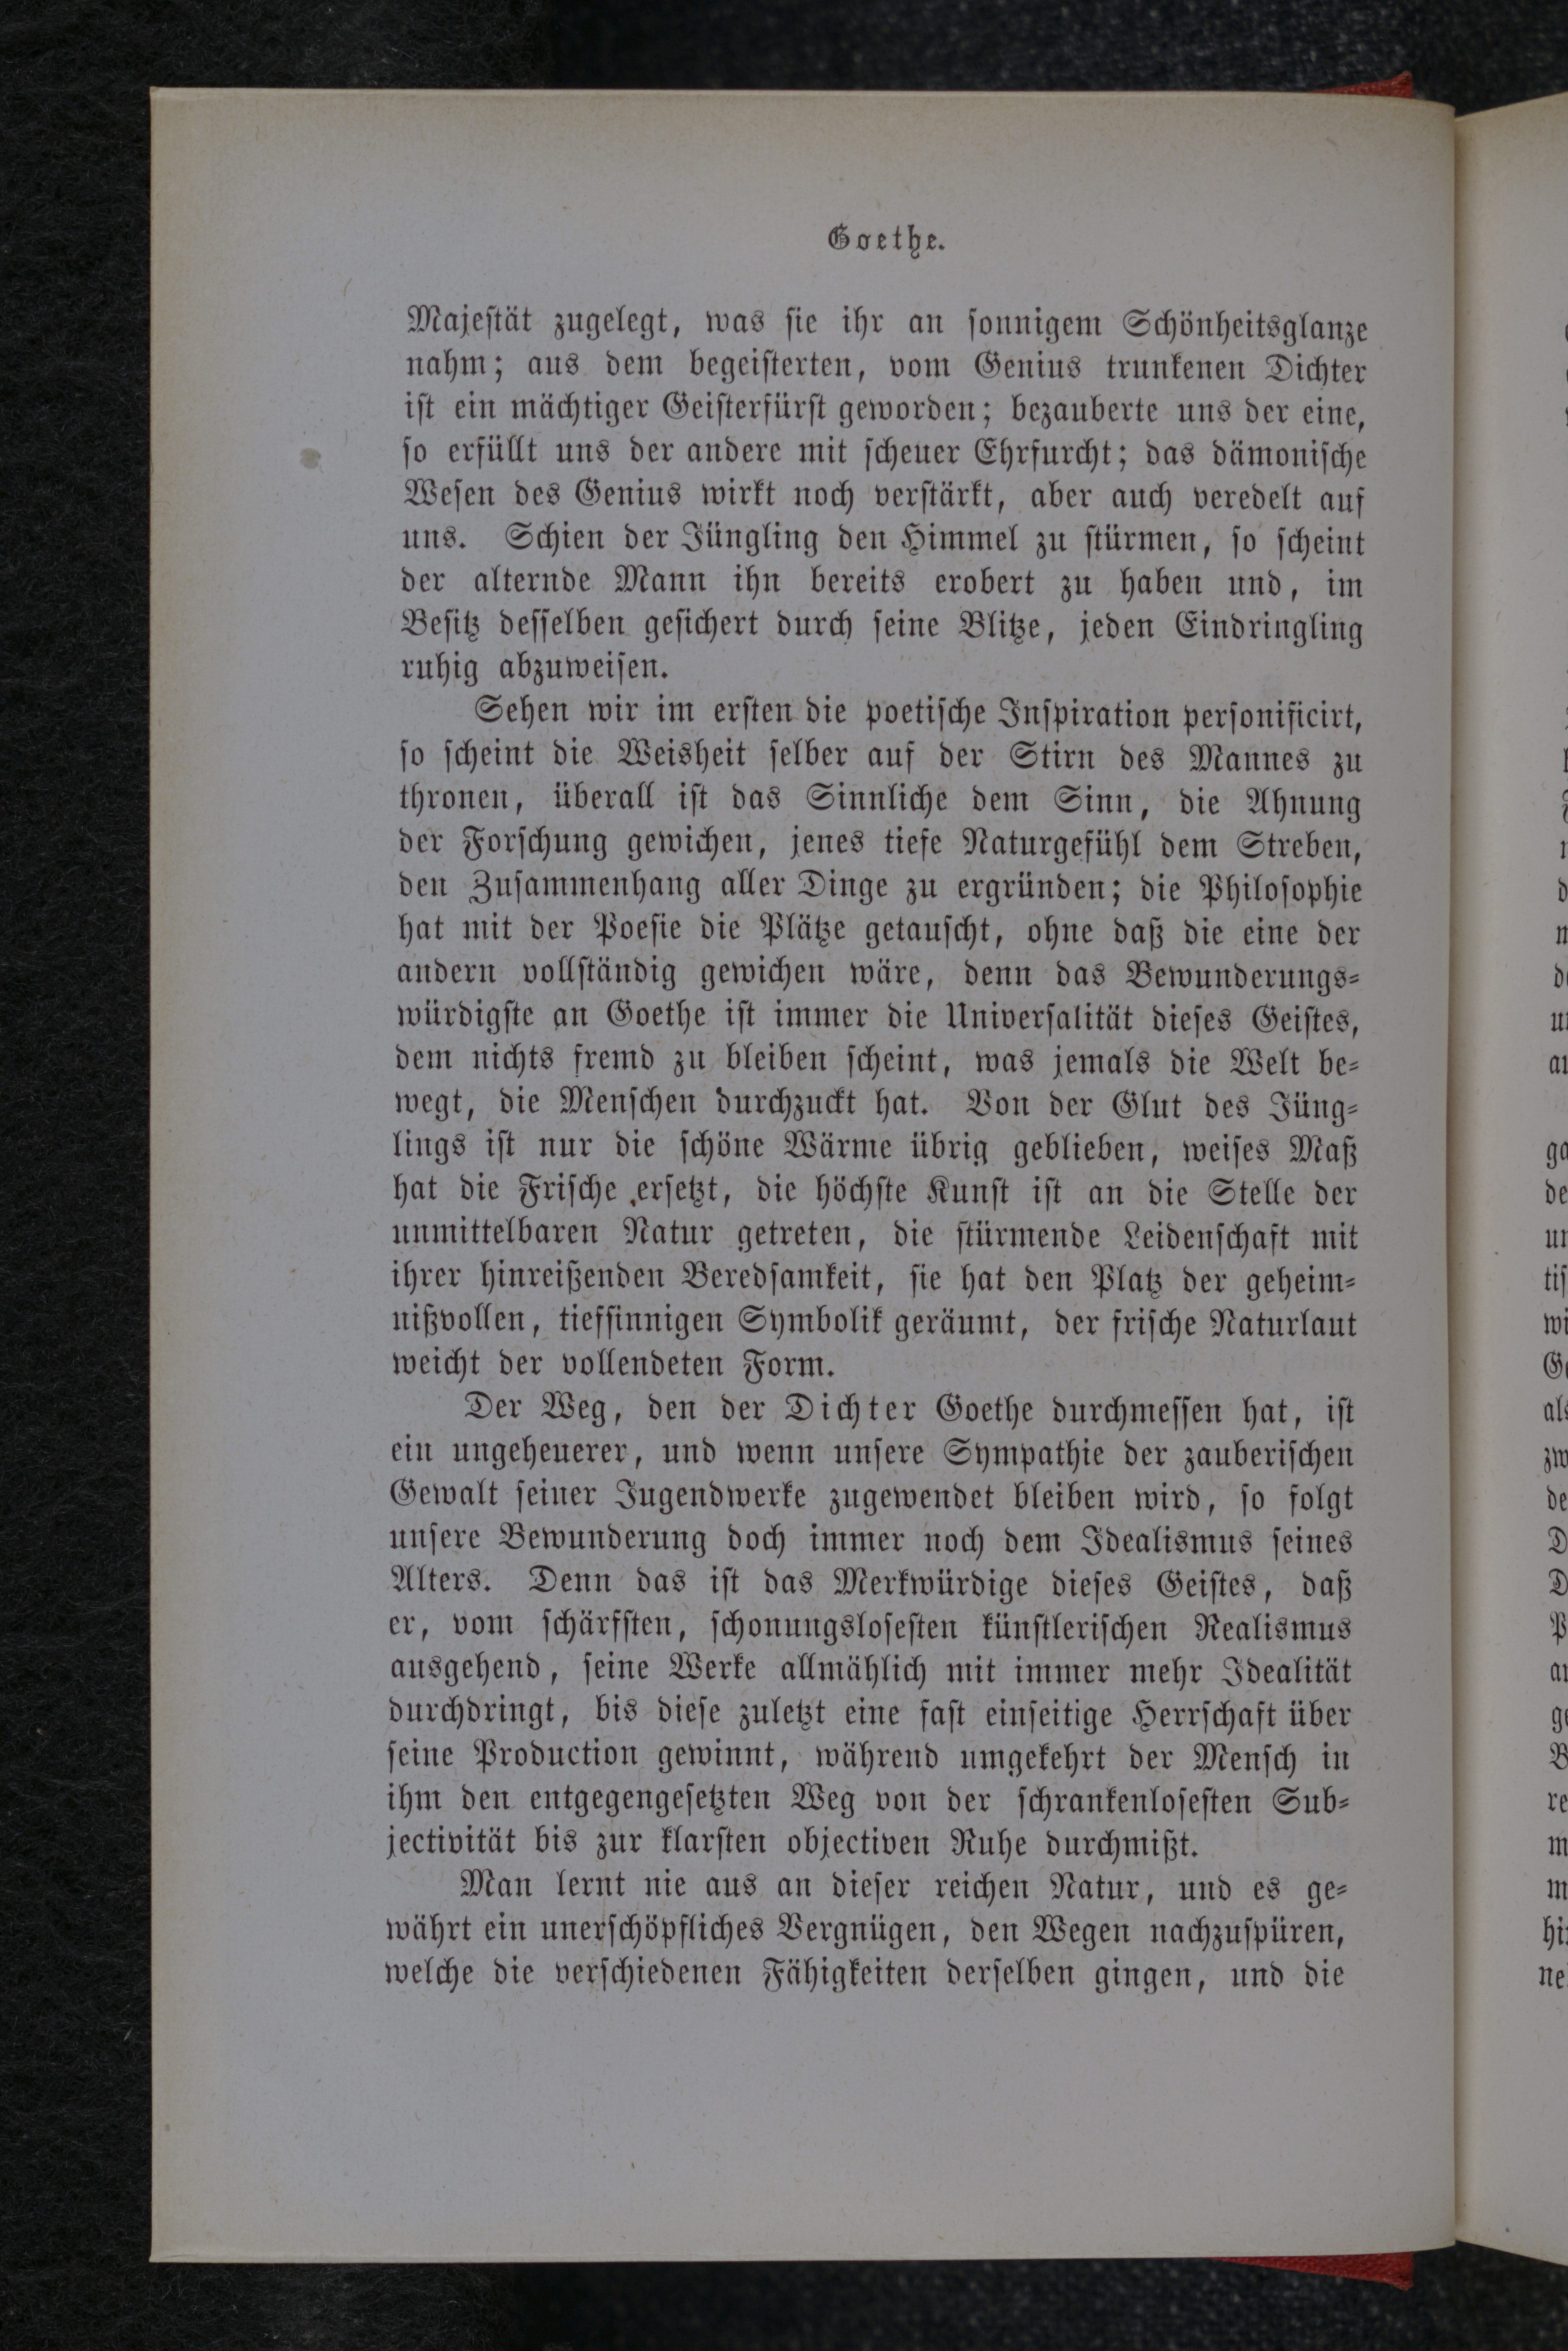 Goethe.
Majeſtät zugelegt, was ſie ihr an ſonnigem Schönheitsglanze
nahm; aus dem begeiſterten, vom Genius trunkenen Dichter
iſt ein mächtiger Geiſterfürſt geworden; bezauberte uns der eine,
ſo erfüllt uns der andere mit ſcheuer Ehrfurcht; das dämoniſche
Weſen des Genius wirkt noch verſtärkt, aber auch veredelt auf
uns. Schien der Jüngling den Himmel zu ſtürmen, ſo ſcheint
der alternde Mann ihn bereits erobert zu haben und, im
Beſitz desſelben geſichert durch ſeine Blitze, jeden Eindringling
ruhig abzuweiſen.
Sehen wir im erſten die poetiſche Inſpiration perſonificirt,
ſo ſcheint die Weisheit ſelber auf der Stirn des Mannes zu
thronen, überall iſt das Sinnliche dem Sinn, die Ahnung
der Forſchung gewichen, jenes tiefe Naturgefühl dem Streben,
den Zuſammenhang aller Dinge zu ergründen; die Philoſophie
hat mit der Poeſie die Plätze getauſcht, ohne daß die eine der
andern vollſtändig gewichen wäre, denn das Bewunderungs⸗
würdigſte an Goethe iſt immer die Univerſalität dieſes Geiſtes,
dem nichts fremd zu bleiben ſcheint, was jemals die Welt be⸗
wegt, die Menſchen durchzuckt hat. Von der Glut des Jüng⸗
lings iſt nur die ſchöne Wärme übrig geblieben, weiſes Maß
hat die Friſche erſetzt, die höchſte Kunſt iſt an die Stelle der
unmittelbaren Natur getreten, die ſtürmende Leidenſchaft mit
ihrer hinreißenden Beredſamkeit, ſie hat den Platz der geheim⸗
nißvollen, tiefſinnigen Symbolik geräumt, der friſche Naturlaut
weicht der vollendeten Form.
Der Weg, den der Dichter Goethe durchmeſſen hat, iſt
ein ungeheuerer, und wenn unſere Sympathie der zauberiſchen
Gewalt ſeiner Jugendwerke zugewendet bleiben wird, ſo folgt
unſere Bewunderung doch immer noch dem Idealismus ſeines
Alters. Denn das iſt das Merkwürdige dieſes Geiſtes, daß
er, vom ſchärfſten, ſchonungsloſeſten künſtleriſchen Realismus
ausgehend, ſeine Werke allmählich mit immer mehr Idealität
durchdringt, bis dieſe zuletzt eine faſt einſeitige Herrſchaft über
ſeine Production gewinnt, während umgekehrt der Menſch in
ihm den entgegengeſetzten Weg von der ſchrankenloſeſten Sub⸗
jectivität bis zur klarſten objectiven Ruhe durchmißt.
Man lernt nie aus an dieſer reichen Natur, und es ge⸗
währt ein unerſchöpfliches Vergnügen, den Wegen nachzuſpüren,
welche die verſchiedenen Fähigkeiten derſelben gingen, und die